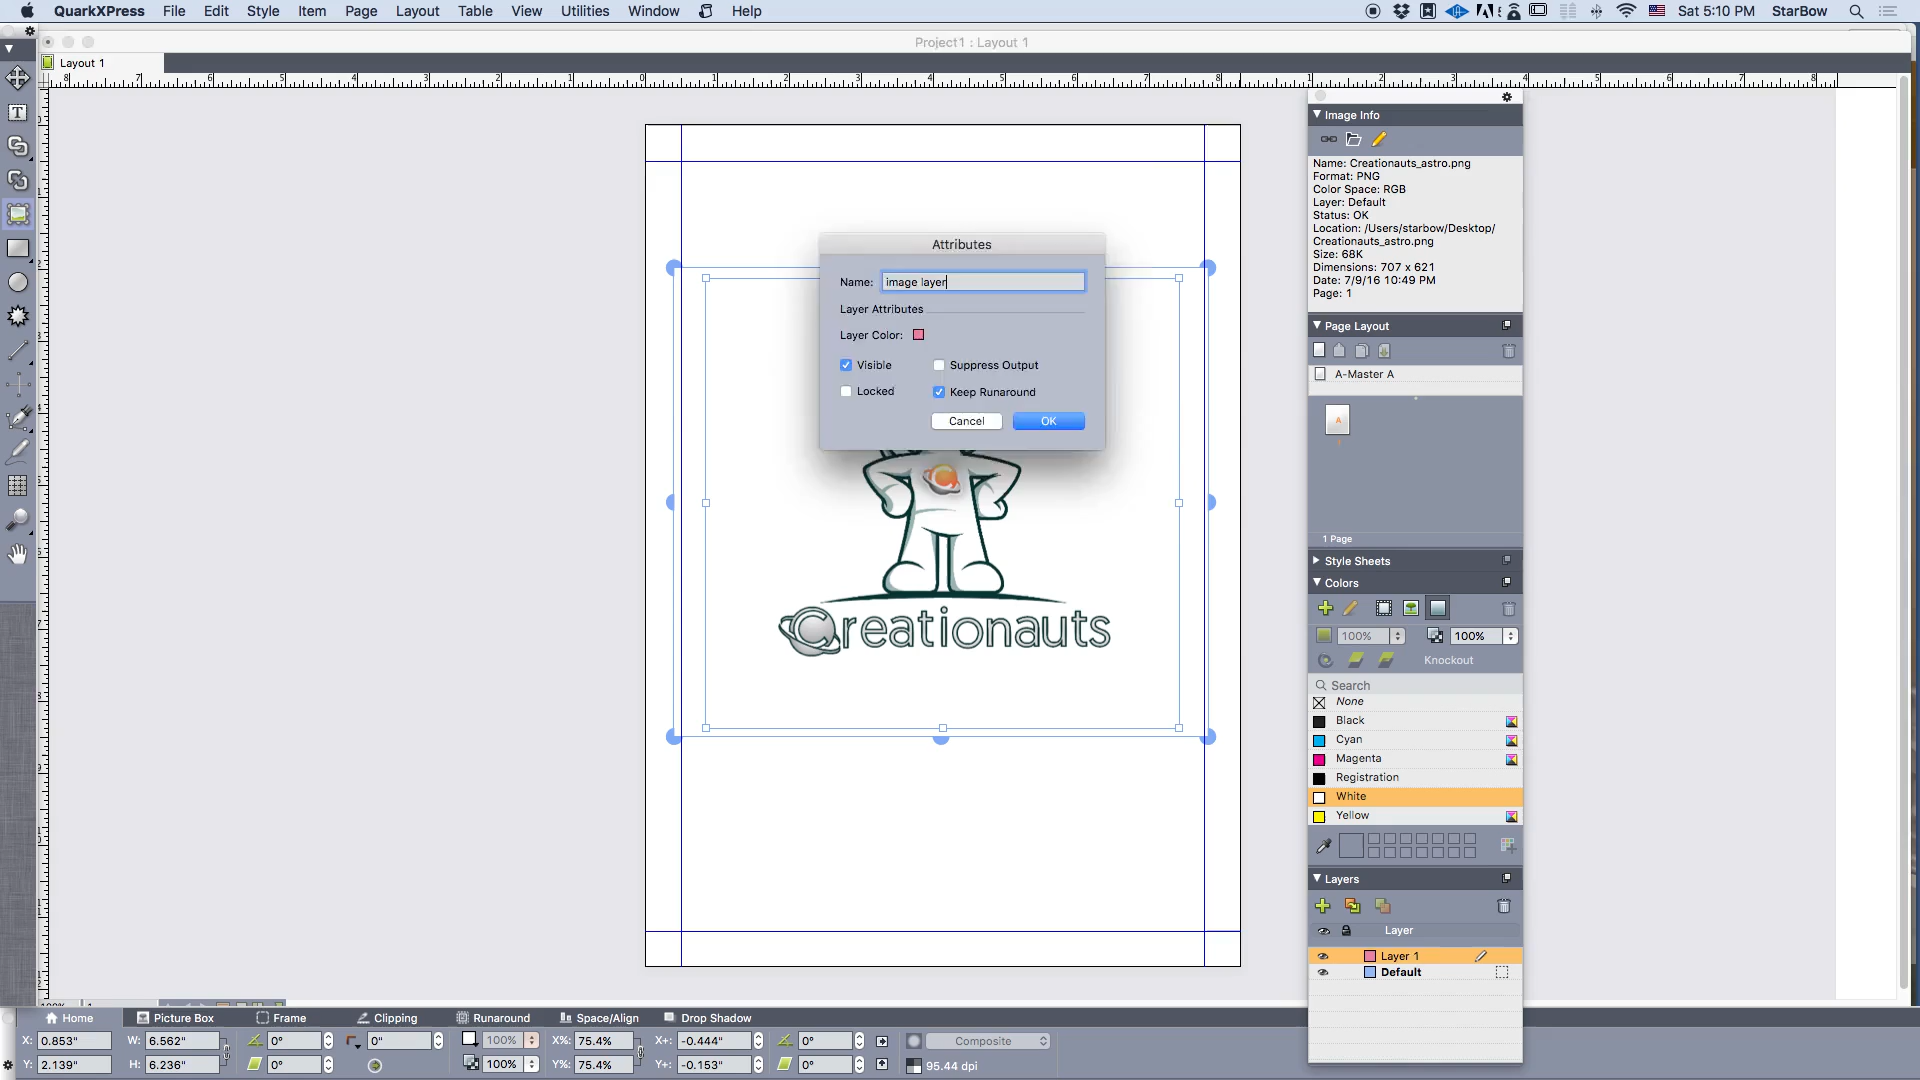 QuarkXPress File Edit Style Item Page Layout Table View Utilities Window Help
Sat 5:10 PM StarBow
Project1 : Layout 1
Layout 1
Attributes
Name: image layer
Layer Attributes
Layer Color:
Visible Suppress Output
Locked Keep Runaround
Cancel OK
Creationauts
Image Info
Name: Creationauts_astro.png
Format: PNG
Color Space: RGB
Layer: Default
Status: OK
Location: /Users/starbow/Desktop/
Creationauts_astro.png
Size: 68K
Dimensions: 707 x 621
Date: 7/9/16 10:49 PM
Page: 1
Page Layout
A-Master A
A
1 Page
Style Sheets
Colors
100% 100%
Knockout
Search
None
Black
Cyan
Magenta
Registration
White
Yellow
Layers
Layer
Layer 1
Default
Home Picture Box Frame Clipping Runaround Space/Align Drop Shadow
X: 0.853" W: 6.562" 0° 0" 100% X%: 75.4% X+: -0.444" 0° Composite
Y: 2.139" H: 6.236" 0° 100% Y%: 75.4% Y+: -0.153" 0° 95.44 dpi